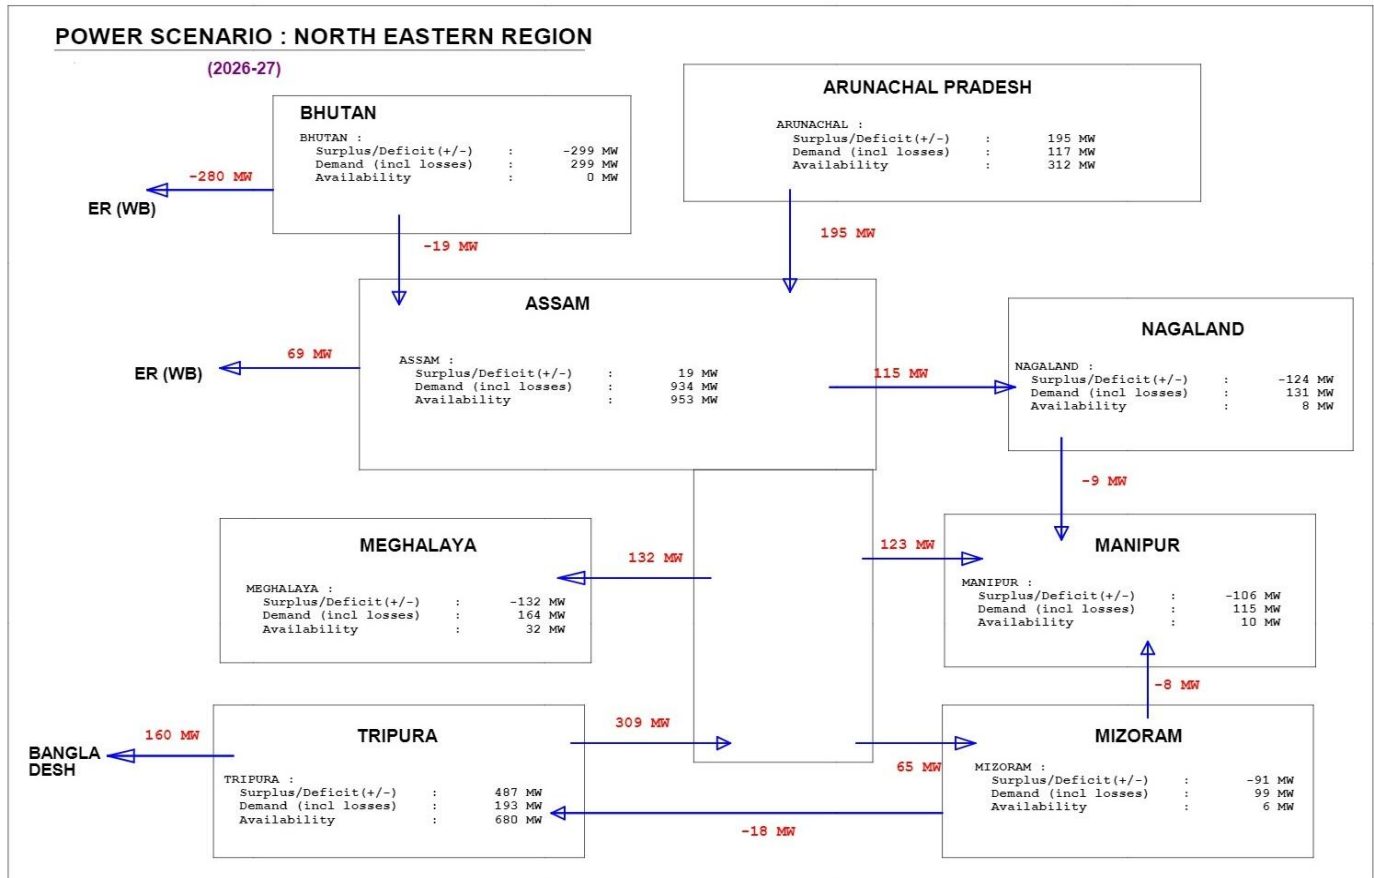 POWER SCENARIO : NORTH EASTERN REGION
(2026-27)
BHUTAN
BHUTAN :
Surplus/Deficit(+/-) : -299 MW
Demand (incl losses) : 299 MW
Availability : 0 MW
-280 MW
ER (WB)
-19 MW
ARUNACHAL PRADESH
ARUNACHAL :
Surplus/Deficit(+/-) : 195 MW
Demand (incl losses) : 117 MW
Availability : 312 MW
195 MW
ASSAM
ASSAM :
Surplus/Deficit(+/-) : 19 MW
Demand (incl losses) : 934 MW
Availability : 953 MW
69 MW
ER (WB)
115 MW
NAGALAND
NAGALAND :
Surplus/Deficit(+/-) : -124 MW
Demand (incl losses) : 131 MW
Availability : 8 MW
-9 MW
MEGHALAYA
MEGHALAYA :
Surplus/Deficit(+/-) : -132 MW
Demand (incl losses) : 164 MW
Availability : 32 MW
132 MW
123 MW
MANIPUR
MANIPUR :
Surplus/Deficit(+/-) : -106 MW
Demand (incl losses) : 115 MW
Availability : 10 MW
-8 MW
160 MW
BANGLA
DESH
TRIPURA
TRIPURA :
Surplus/Deficit(+/-) : 487 MW
Demand (incl losses) : 193 MW
Availability : 680 MW
309 MW
65 MW
-18 MW
MIZORAM
MIZORAM :
Surplus/Deficit(+/-) : -91 MW
Demand (incl losses) : 99 MW
Availability : 6 MW